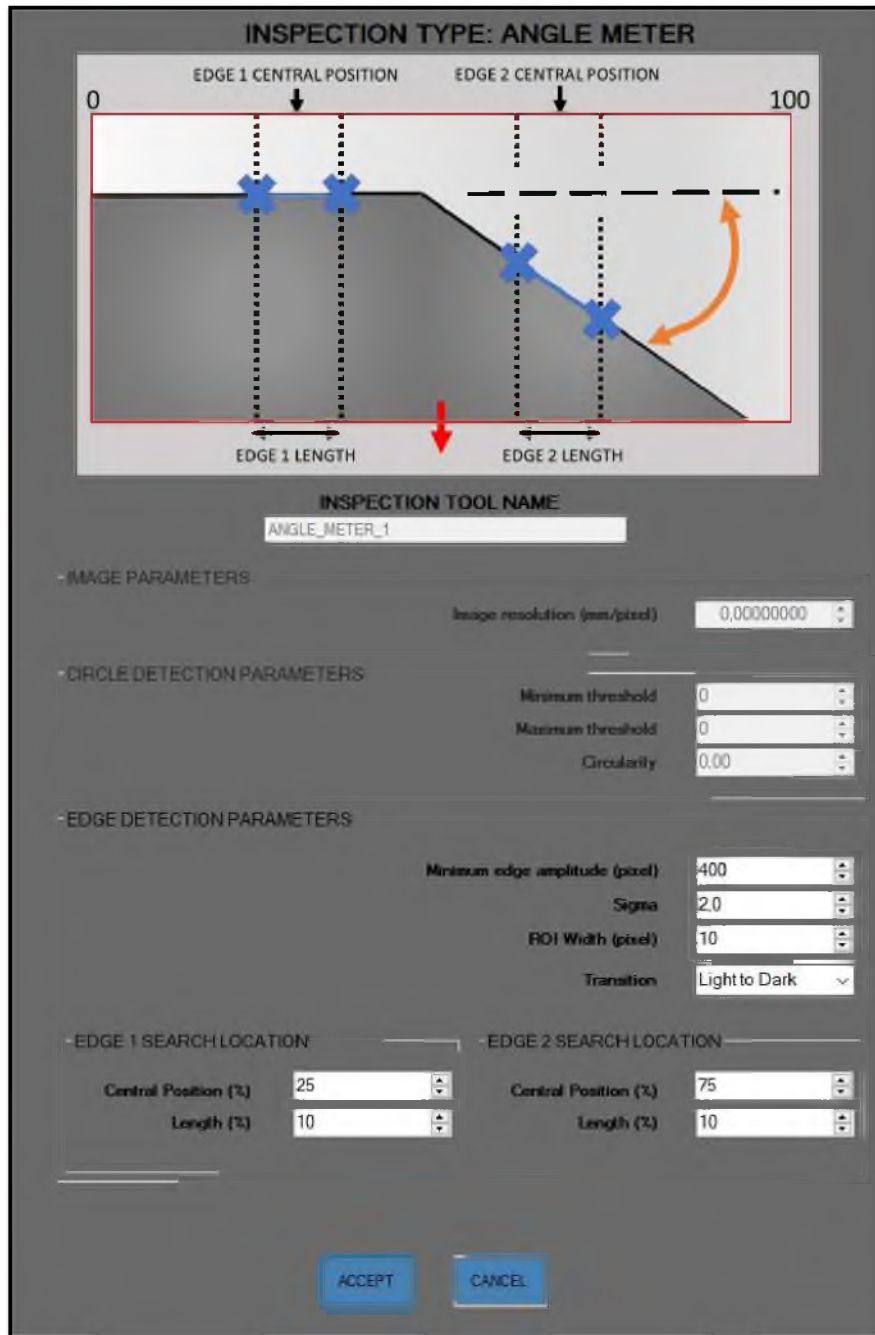 INSPECTION TYPE: ANGLE METER
EDGE 1 CENTRAL POSITION EDGE 2 CENTRAL POSITION
0 100
EDGE 1 LENGTH EDGE 2 LENGTH
INSPECTION TOOL NAME
ANGLE_METER_1
IMAGE PARAMETERS
Image resolution (mm/pixel) 0,00000000
CIRCLE DETECTION PARAMETERS
Minimum threshold 0
Maximum threshold 0
Circularity 0,00
EDGE DETECTION PARAMETERS
Minimum edge amplitude (pixel) 400
Sigma 2,0
ROI Width (pixel) 10
Transition Light to Dark
EDGE 1 SEARCH LOCATION EDGE 2 SEARCH LOCATION
Central Position (%) 25 Central Position (%) 75
Length (%) 10 Length (%) 10
ACCEPT CANCEL